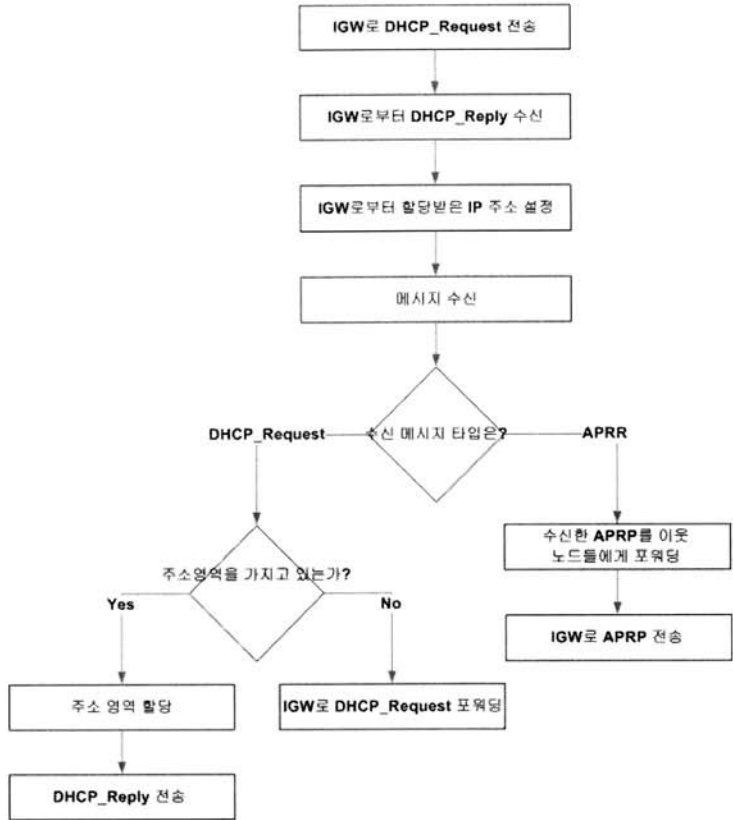 IGW로 DHCP_Request 전송
IGW로부터 DHCP_Reply 수신
IGW로부터 할당받은 IP 주소 설정
메시지 수신
수신 메시지 타입은?
DHCP_Request
APRR
수신한 APRP를 이웃
노드들에게 포워딩
IGW로 APRP 전송
주소영역을 가지고 있는가?
Yes
No
주소 영역 할당
IGW로 DHCP_Request 포워딩
DHCP_Reply 전송